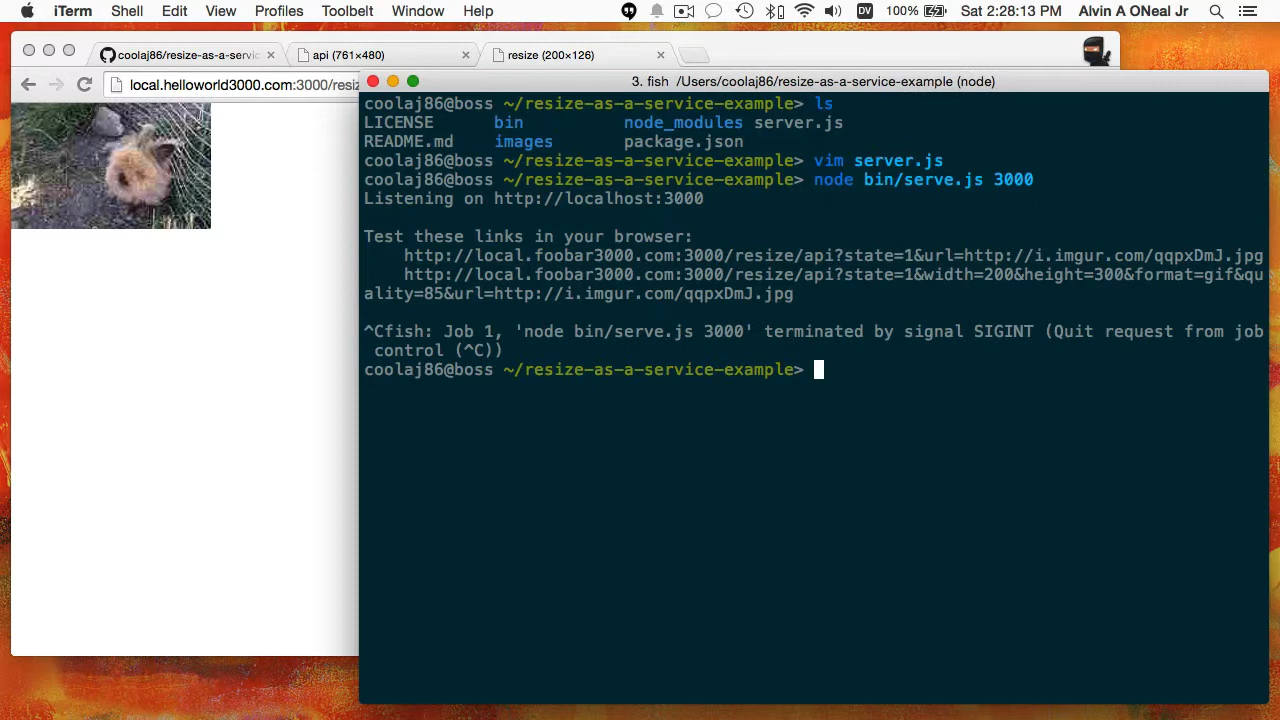 iTerm Shell Edit View Profiles Toolbelt Window Help DV 100% Sat 2:28:13 PM Alvin A ONeal Jr
coolaj86/resize-as-a-servic
api (761×480)
resize (200×126)
local.helloworld3000.com:3000/resiz
3. fish /Users/coolaj86/resize-as-a-service-example (node)
coolaj86@boss ~/resize-as-a-service-example> ls
LICENSE bin node_modules server.js
README.md images package.json
coolaj86@boss ~/resize-as-a-service-example> vim server.js
coolaj86@boss ~/resize-as-a-service-example> node bin/serve.js 3000
Listening on http://localhost:3000
Test these links in your browser:
http://local.foobar3000.com:3000/resize/api?state=1&url=http://i.imgur.com/qqpxDmJ.jpg
http://local.foobar3000.com:3000/resize/api?state=1&width=200&height=300&format=gif&qu
ality=85&url=http://i.imgur.com/qqpxDmJ.jpg
^Cfish: Job 1, 'node bin/serve.js 3000' terminated by signal SIGINT (Quit request from job
control (^C))
coolaj86@boss ~/resize-as-a-service-example>